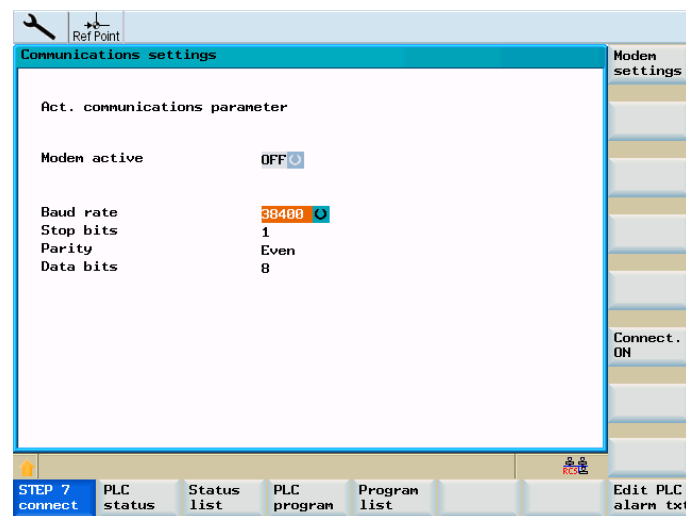 Ref Point
Communications settings
Modem
settings
Act. communications parameter
Modem active OFF
Baud rate 38400
Stop bits 1
Parity Even
Data bits 8
Connect.
ON
RCS
STEP 7
connect
PLC
status
Status
list
PLC
program
Program
list
Edit PLC
alarm txt